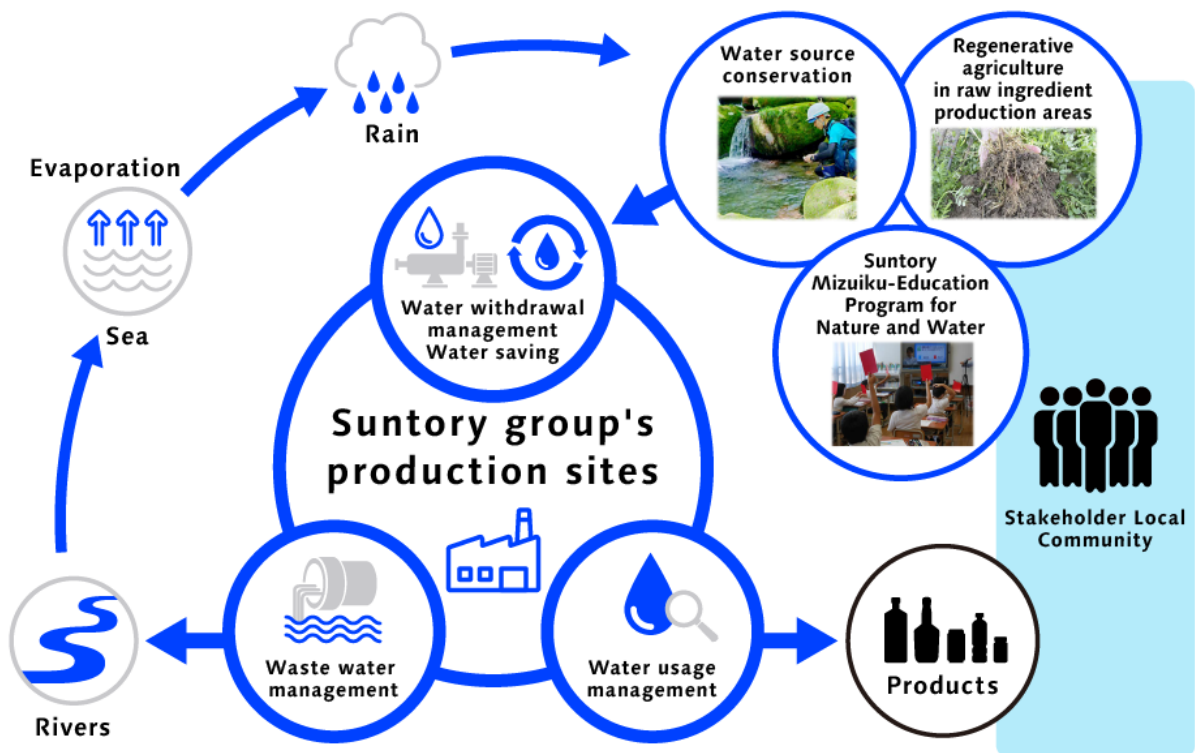 Water source
conservation
Regenerative
agriculture
in raw ingredient
production areas
Rain
Evaporation
Sea
Water withdrawal
management
Water saving
Suntory
Mizuiku-Education
Program for
Nature and Water
Suntory group's
production sites
Stakeholder Local
Community
Waste water
management
Water usage
management
Products
Rivers